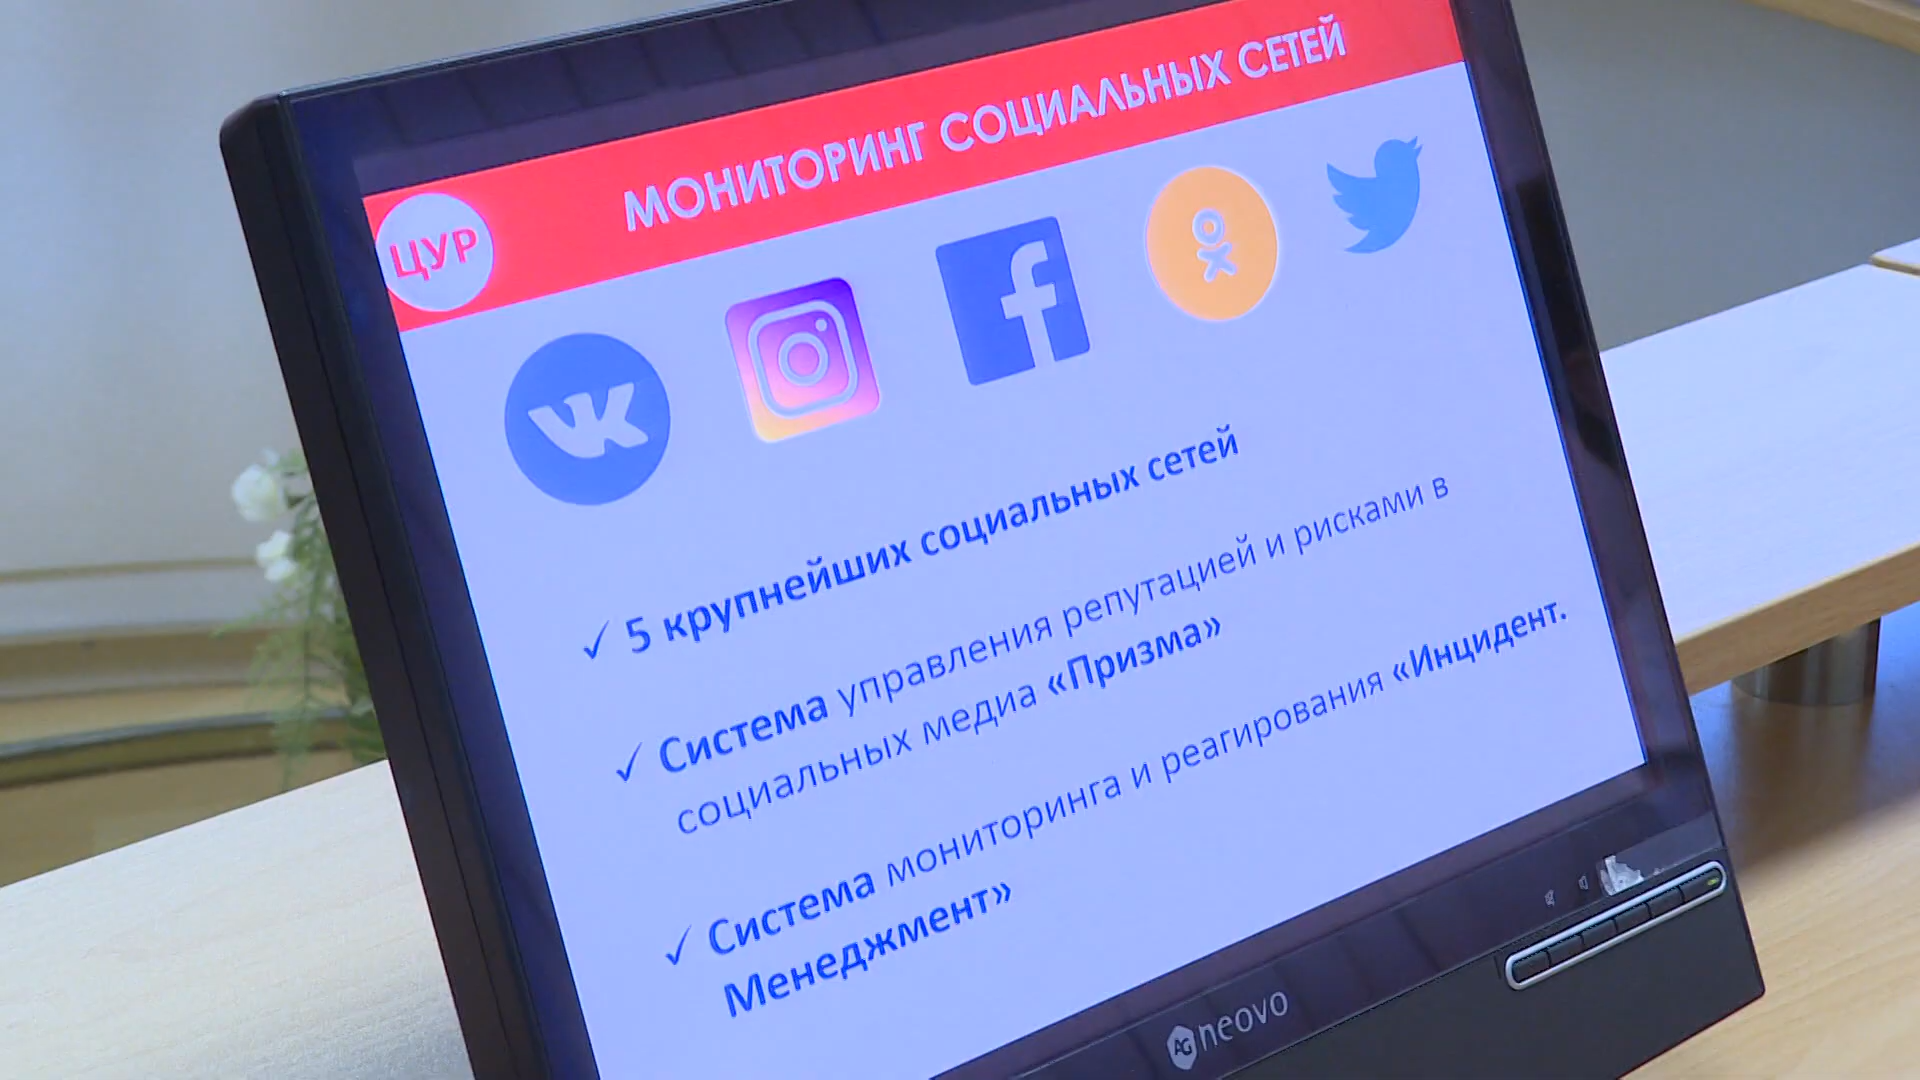 МОНИТОРИНГ СОЦИАЛЬНЫХ СЕТЕЙ
ЦУР
✓ 5 крупнейших социальных сетей
✓ Система управления репутацией и рисками в
социальных медиа «Призма»
✓ Система мониторинга и реагирования «Инцидент.
Менеджмент»
AG neovo